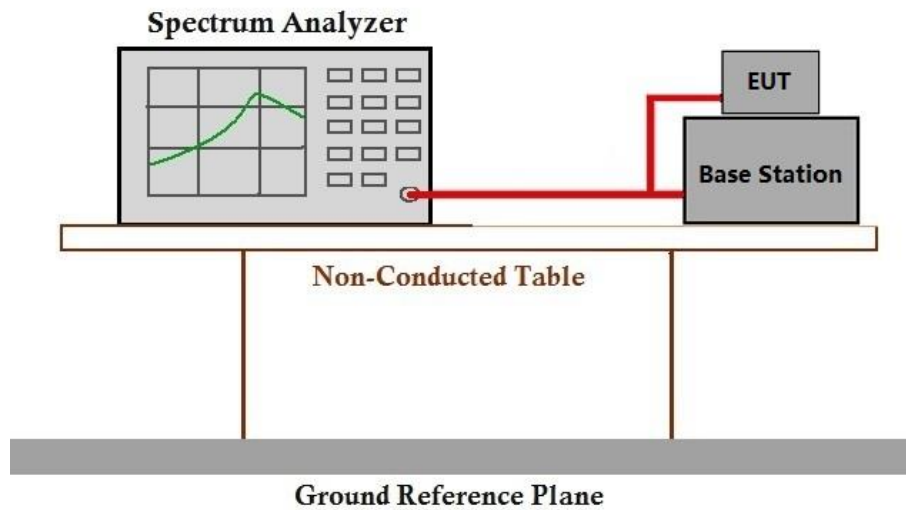 Spectrum Analyzer
EUT
Base Station
Non-Conducted Table
Ground Reference Plane